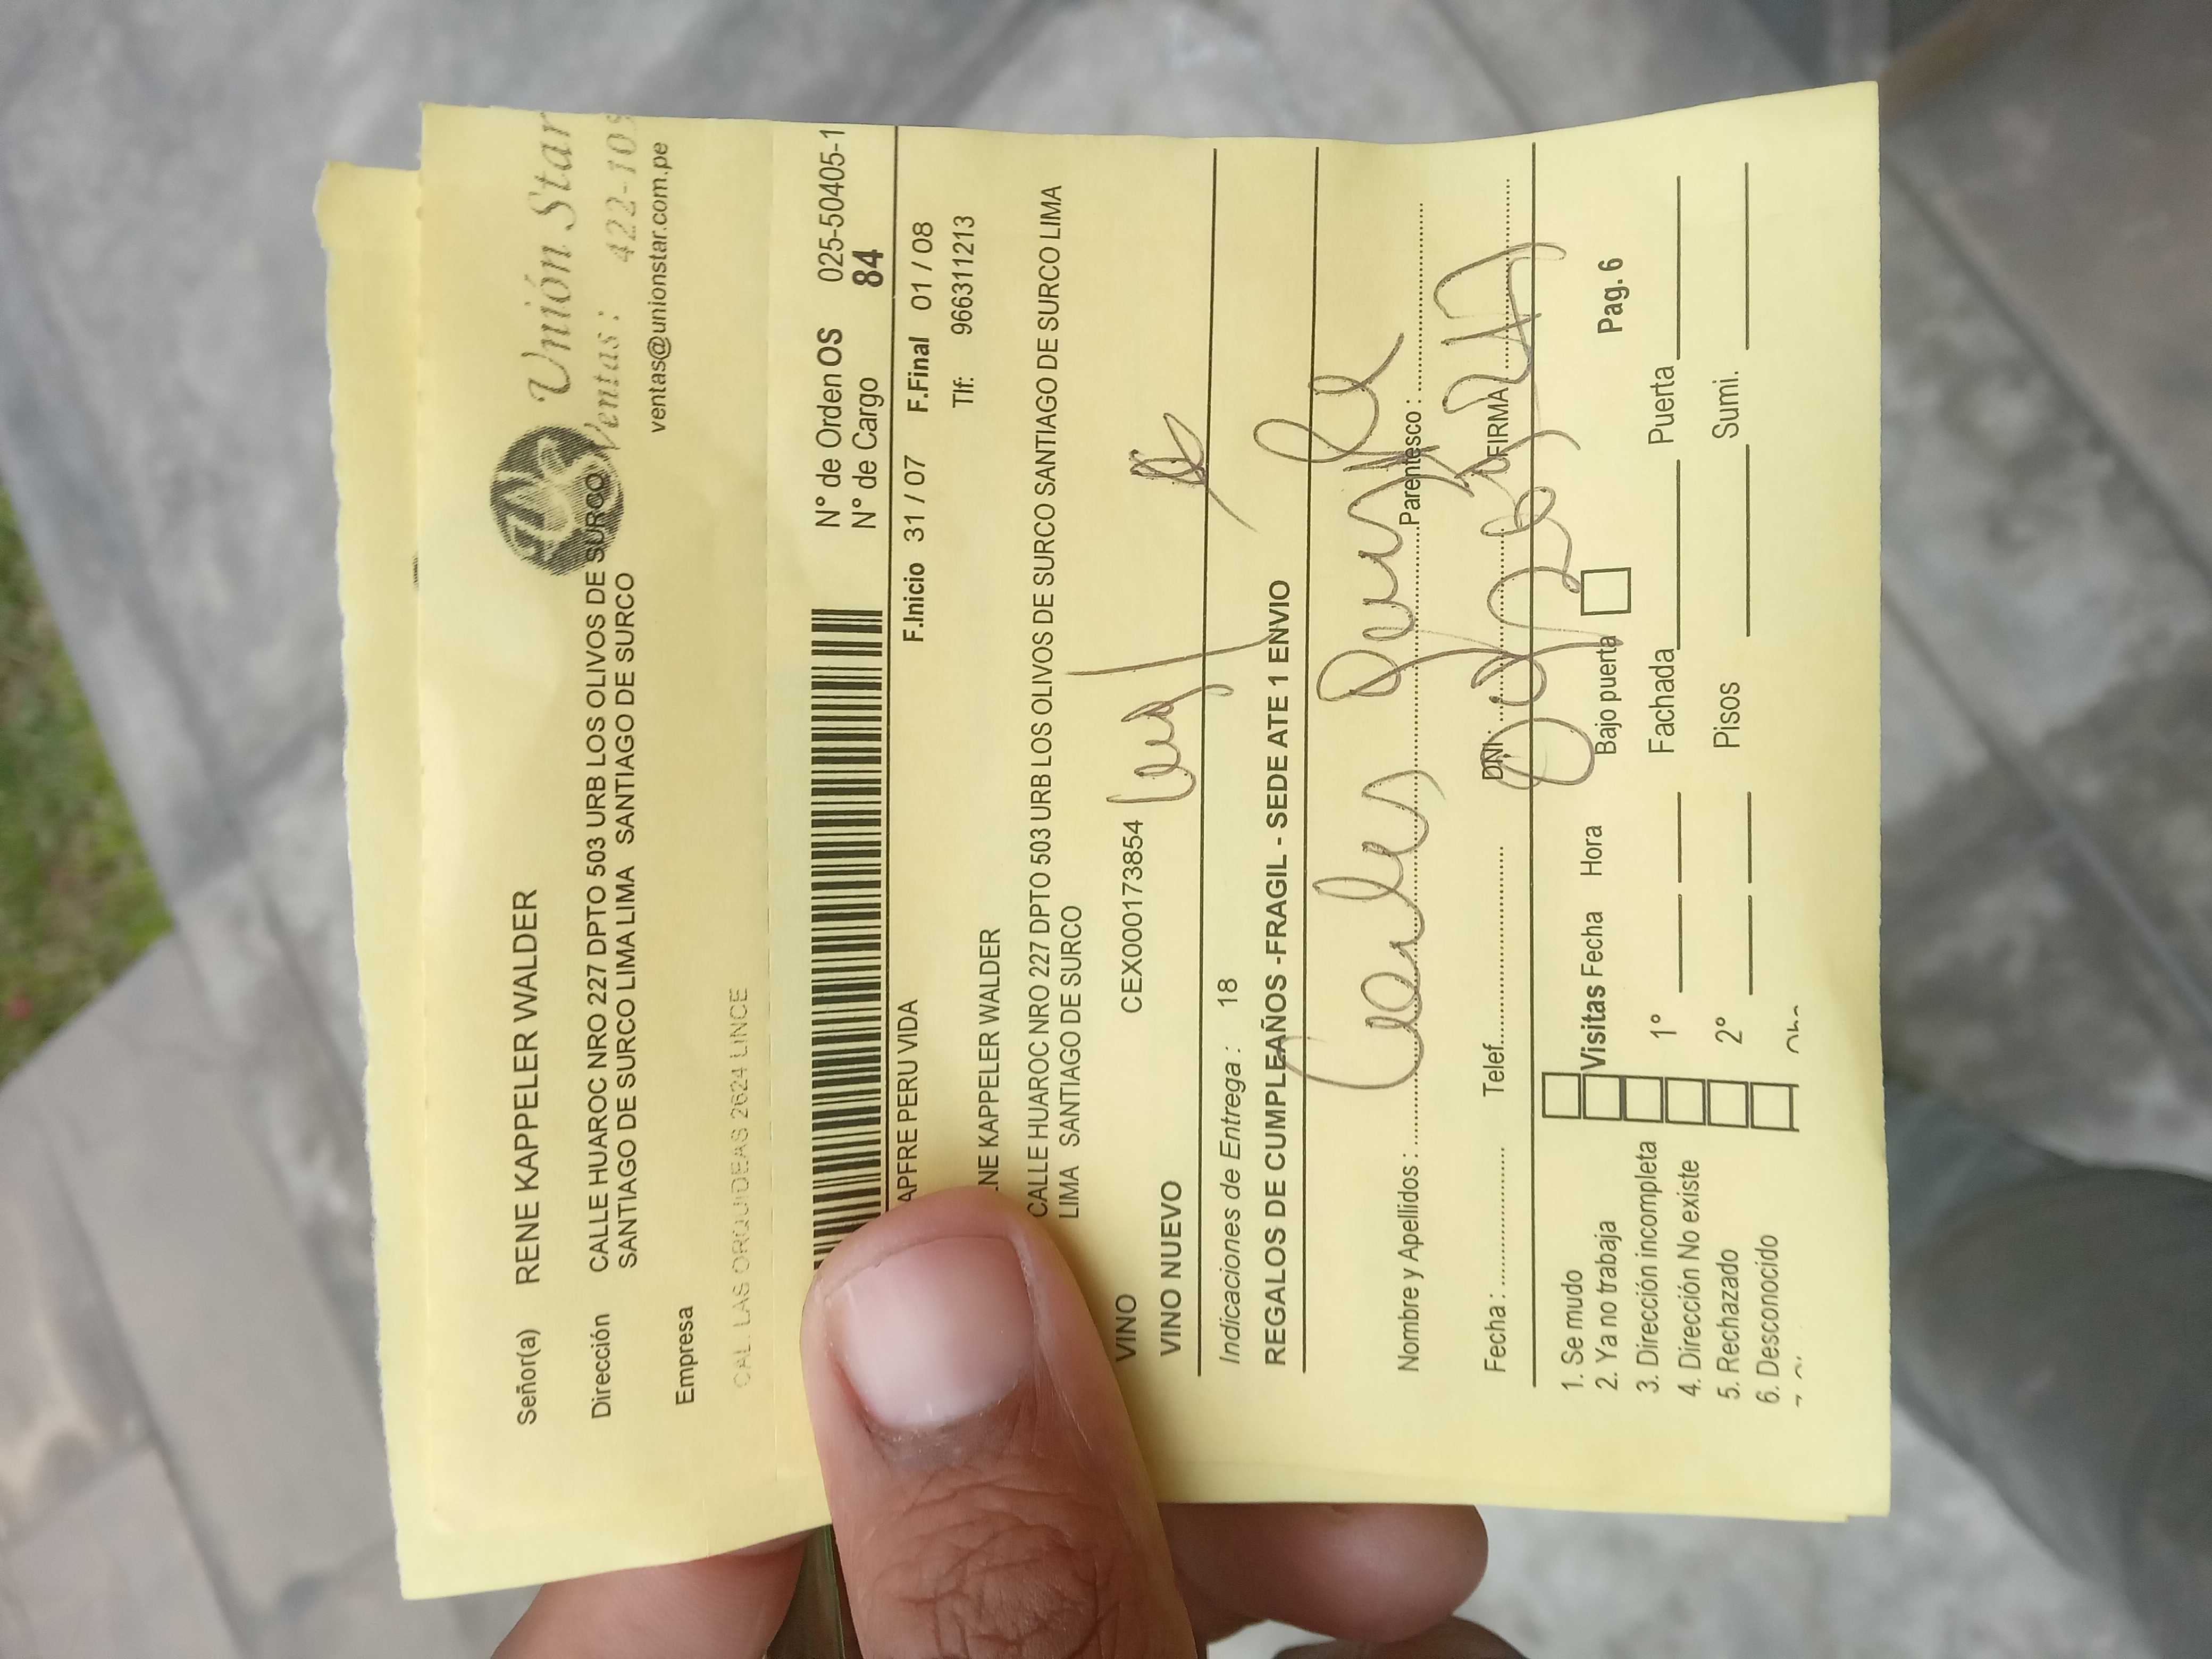 Unión Star
Ventas : 422-10
ventas@unionstar.com.pe
Señor(a) RENE KAPPELER WALDER
Dirección CALLE HUAROC NRO 227 DPTO 503 URB LOS OLIVOS DE SURCO
SANTIAGO DE SURCO LIMA LIMA SANTIAGO DE SURCO
Empresa
CAL. LAS ORQUIDEAS 2624 LINCE
N° de Orden OS 025-50405-1
N° de Cargo 84
APFRE PERU VIDA F.Inicio 31 / 07 F.Final 01 / 08
NE KAPPELER WALDER Tlf: 966311213
CALLE HUAROC NRO 227 DPTO 503 URB LOS OLIVOS DE SURCO SANTIAGO DE SURCO LIMA
LIMA SANTIAGO DE SURCO
VINO CEX000173854
VINO NUEVO
Indicaciones de Entrega : 18
REGALOS DE CUMPLEAÑOS -FRAGIL - SEDE ATE 1 ENVIO
Nombre y Apellidos : Parentesco :
Fecha : Telef. DNI: FIRMA
1. Se mudo
2. Ya no trabaja Visitas Fecha Hora Bajo puerta Pag. 6
3. Dirección incompleta 1° Fachada Puerta
4. Dirección No existe
5. Rechazado 2° Pisos Sumi.
6. Desconocido